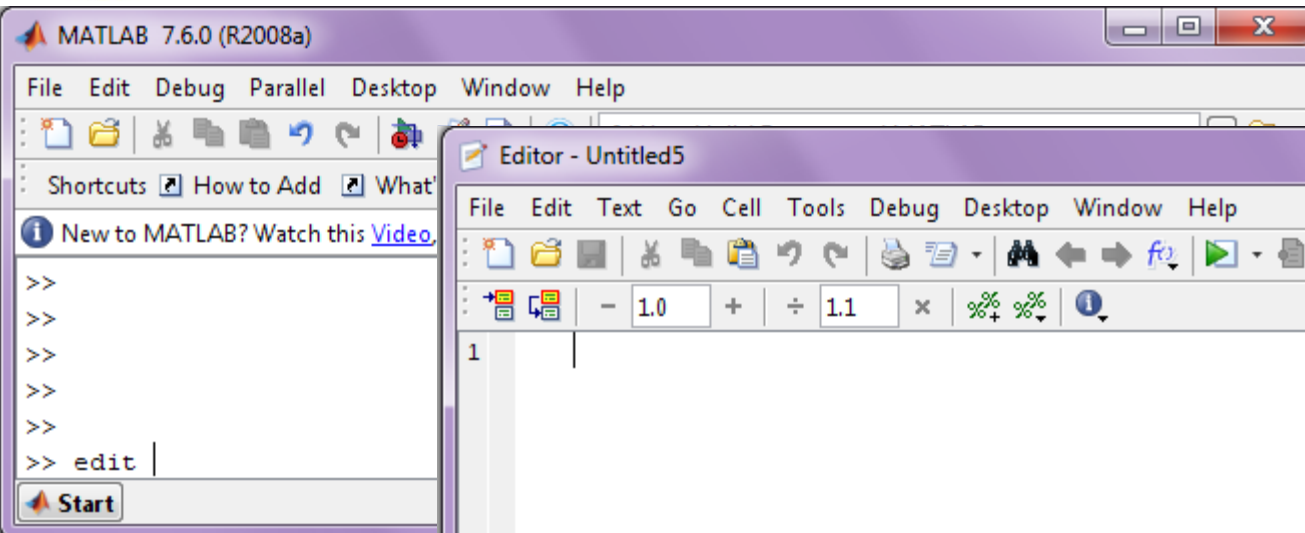 MATLAB 7.6.0 (R2008a)
File Edit Debug Parallel Desktop Window Help
Shortcuts How to Add What'
New to MATLAB? Watch this Video,
>>
>>
>>
>>
>>
>> edit
Start
Editor - Untitled5
File Edit Text Go Cell Tools Debug Desktop Window Help
- 1.0 + ÷ 1.1 ×
1